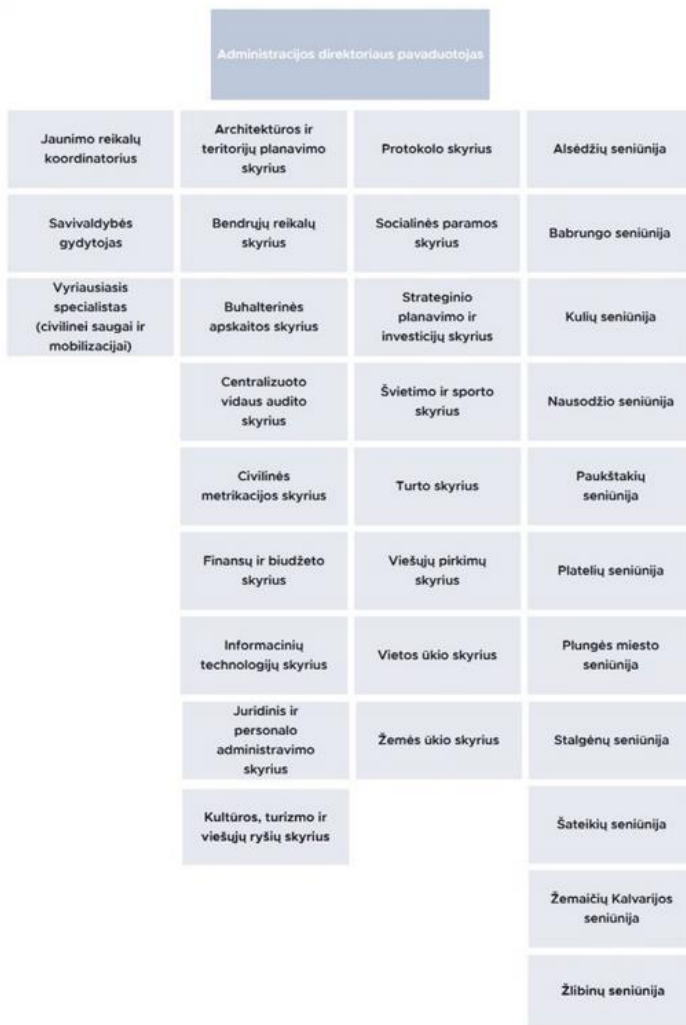 Administracijos direktoriaus pavaduotojas
Jaunimo reikalų
koordinatorius
Savivaldybės
gydytojas
Vyriausiasis
specialistas
(civilinei saugai ir
mobilizacijai)
Architektūros ir
teritorijų planavimo
skyrius
Bendrųjų reikalų
skyrius
Buhalterinės
apskaitos skyrius
Centralizuoto
vidaus audito
skyrius
Civilinės
metrikacijos skyrius
Finansų ir biudžeto
skyrius
Informacinių
technologijų skyrius
Juridinis ir
personalo
administravimo
skyrius
Kultūros, turizmo ir
viešųjų ryšių skyrius
Protokolo skyrius
Socialinės paramos
skyrius
Strateginio
planavimo ir
investicijų skyrius
Švietimo ir sporto
skyrius
Turto skyrius
Viešųjų pirkimų
skyrius
Vietos ūkio skyrius
Žemės ūkio skyrius
Alsėdžių seniūnija
Babrungo seniūnija
Kulių seniūnija
Nausodžio seniūnija
Paukštakių
seniūnija
Platelių seniūnija
Plungės miesto
seniūnija
Stalgėnų seniūnija
Šateikių seniūnija
Žemaičių Kalvarijos
seniūnija
Žlibinų seniūnija